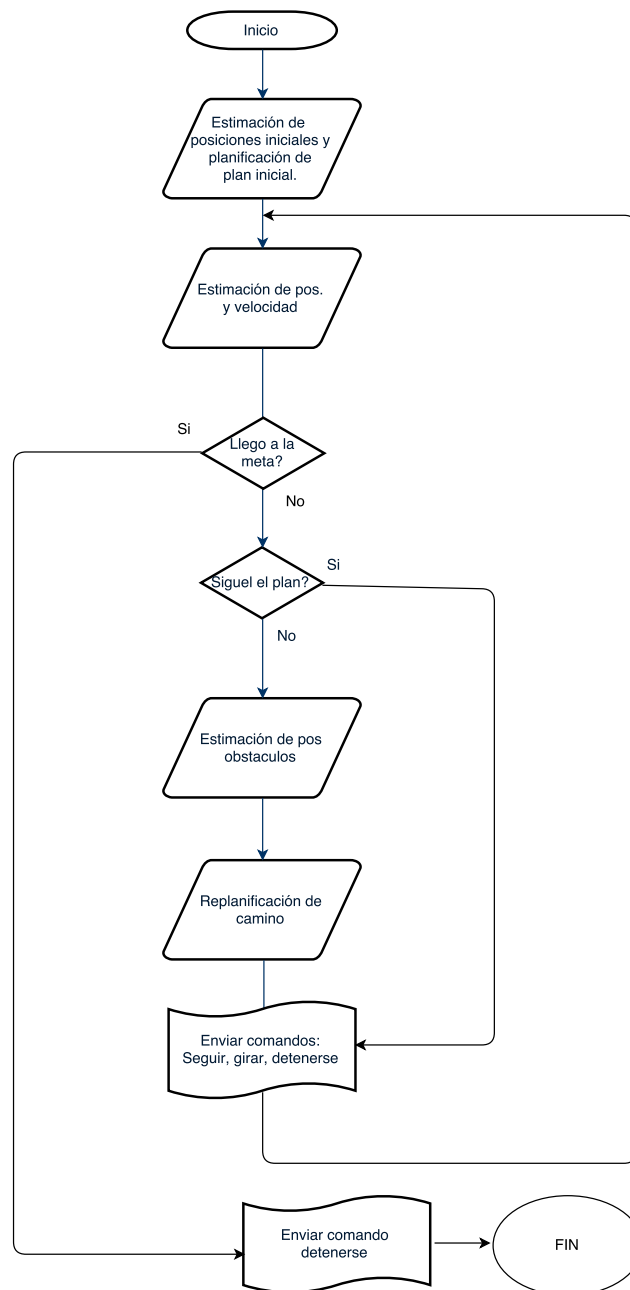 Inicio
Estimación de
posiciones iniciales y
planificación de
plan inicial.
Estimación de pos.
y velocidad
Si
Llego a la
meta?
No
Siguel el plan?
Si
No
Estimación de pos
obstaculos
Replanificación de
camino
Enviar comandos:
Seguir, girar, detenerse
Enviar comando
detenerse
FIN